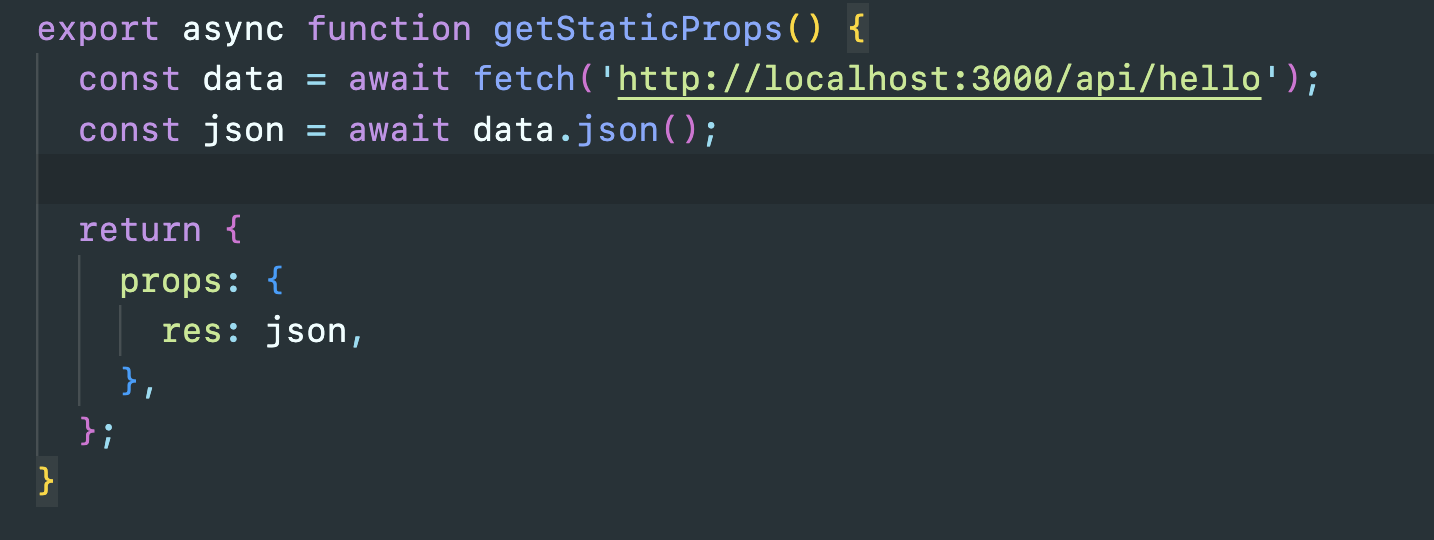 export async function getStaticProps() {
  const data = await fetch('http://localhost:3000/api/hello');
  const json = await data.json();

  return {
    props: {
      res: json,
    },
  };
}